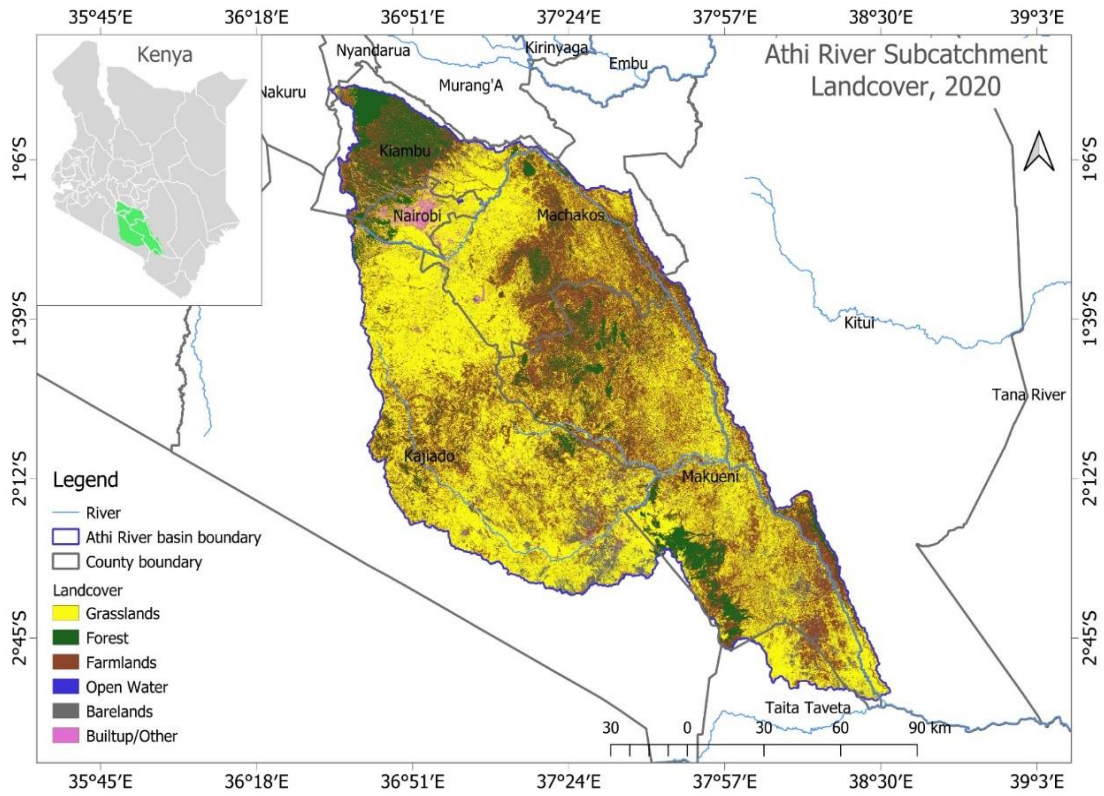 35°45'E 36°18'E 36°51'E 37°24'E 37°57'E 38°30'E 39°3'E
Kenya
Athi River Subcatchment
Landcover, 2020
Nyandarua
Kirinyaga
Embu
Murang'A
Nakuru
Kiambu
1°6'S 1°6'S
Nairobi
Machakos
1°39'S 1°39'S
Kitui
Tana River
Kajiado
Makueni
2°12'S 2°12'S
Legend
River
Athi River basin boundary
County boundary
Landcover
Grasslands
Forest
Farmlands
Open Water
Barelands
Builtup/Other
2°45'S 2°45'S
Taita Taveta
30 0 30 60 90 km
35°45'E 36°18'E 36°51'E 37°24'E 37°57'E 38°30'E 39°3'E